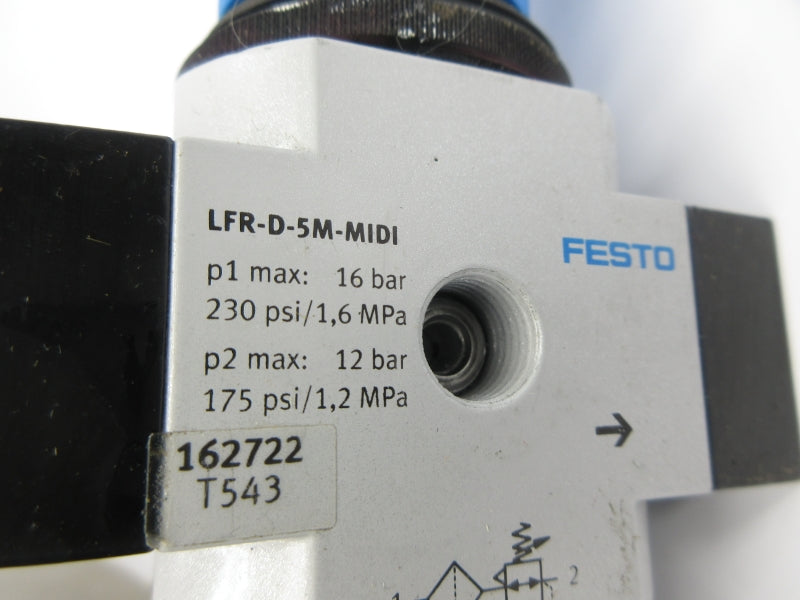 LFR-D-5M-MIDI
FESTO
p1 max: 16 bar
230 psi/1,6 MPa
p2 max: 12 bar
175 psi/1,2 MPa
162722
T543
1
2